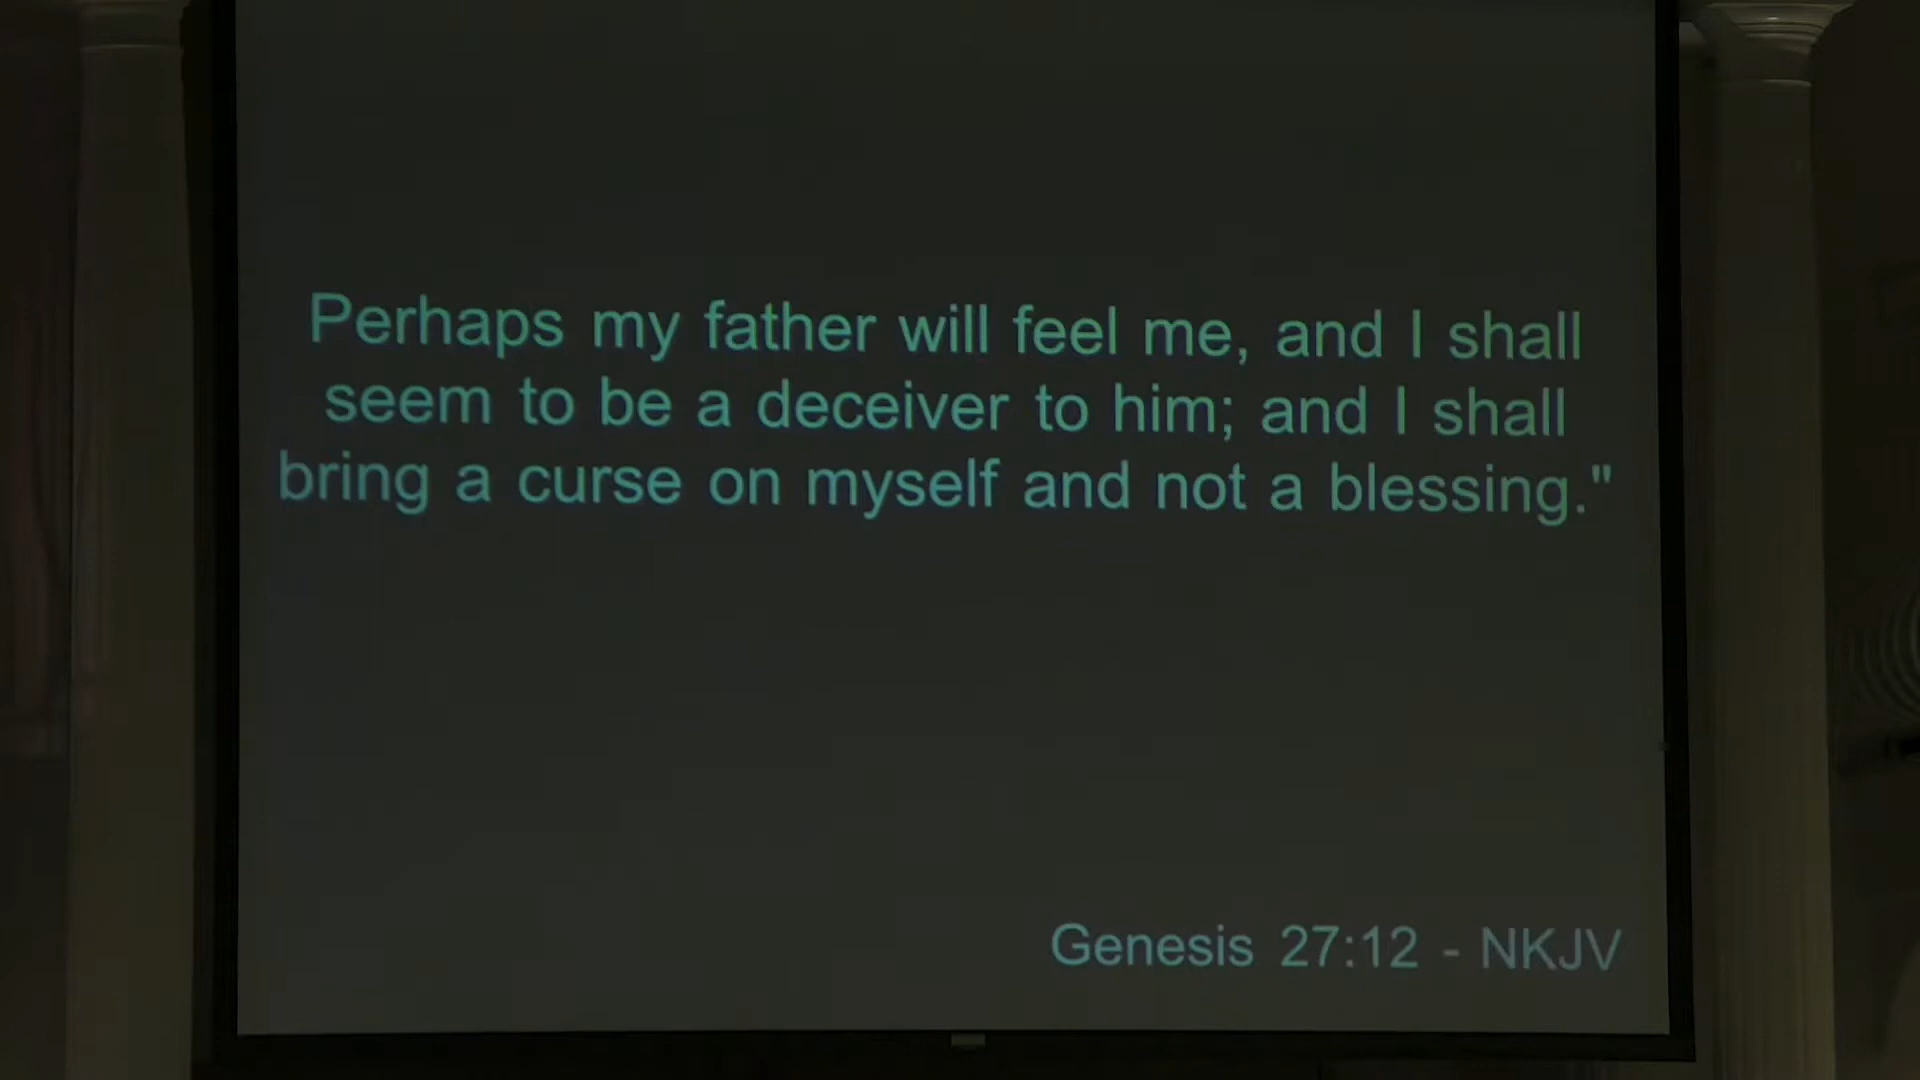 Perhaps my father will feel me, and I shall
seem to be a deceiver to him; and I shall
bring a curse on myself and not a blessing."
Genesis 27:12 - NKJV